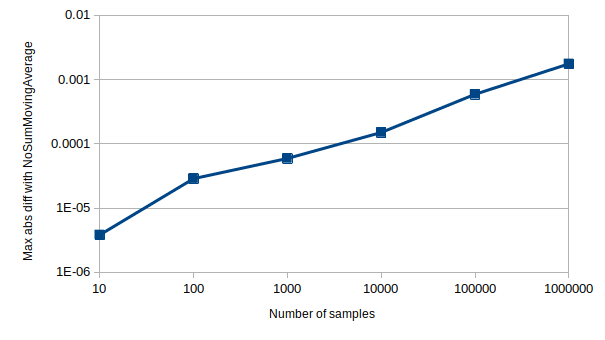 0.01
0.001
0.0001
1E-05
1E-06
Max abs diff with NoSumMovingAverage
10 100 1000 10000 100000 1000000
Number of samples